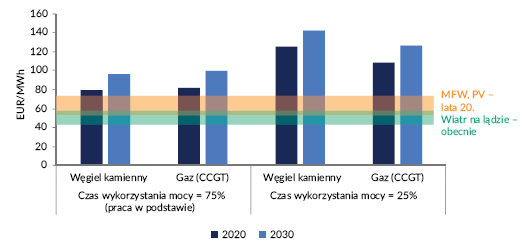 160
140
120
100
80
60
40
20
0
EUR/MWh
MFW, PV –
lata 20.
Wiatr na lądzie –
obecnie
Węgiel kamienny
Gaz (CCGT)
Węgiel kamienny
Gaz (CCGT)
Czas wykorzystania mocy = 75%
(praca w podstawie)
Czas wykorzystania mocy = 25%
2020
2030